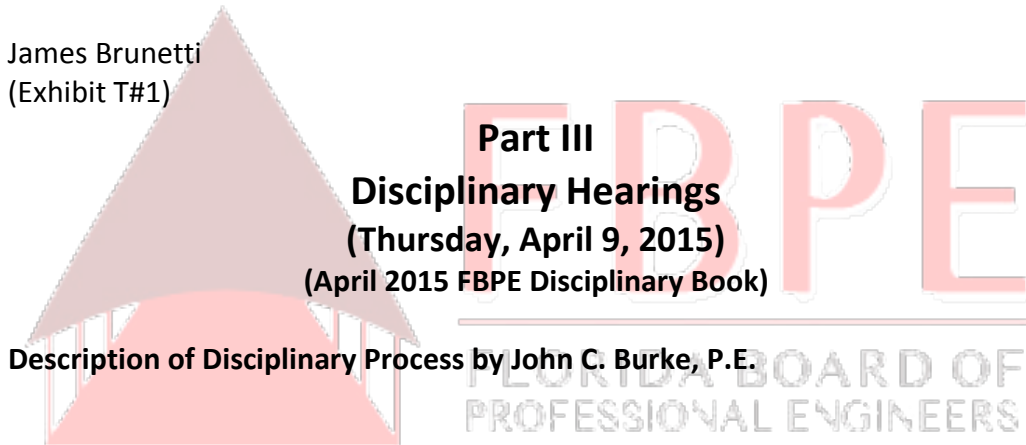 James Brunetti
(Exhibit T#1)
Part III
Disciplinary Hearings
(Thursday, April 9, 2015)
(April 2015 FBPE Disciplinary Book)
Description of Disciplinary Process by John C. Burke, P.E.
FBPE
FLORIDA BOARD OF
PROFESSIONAL ENGINEERS